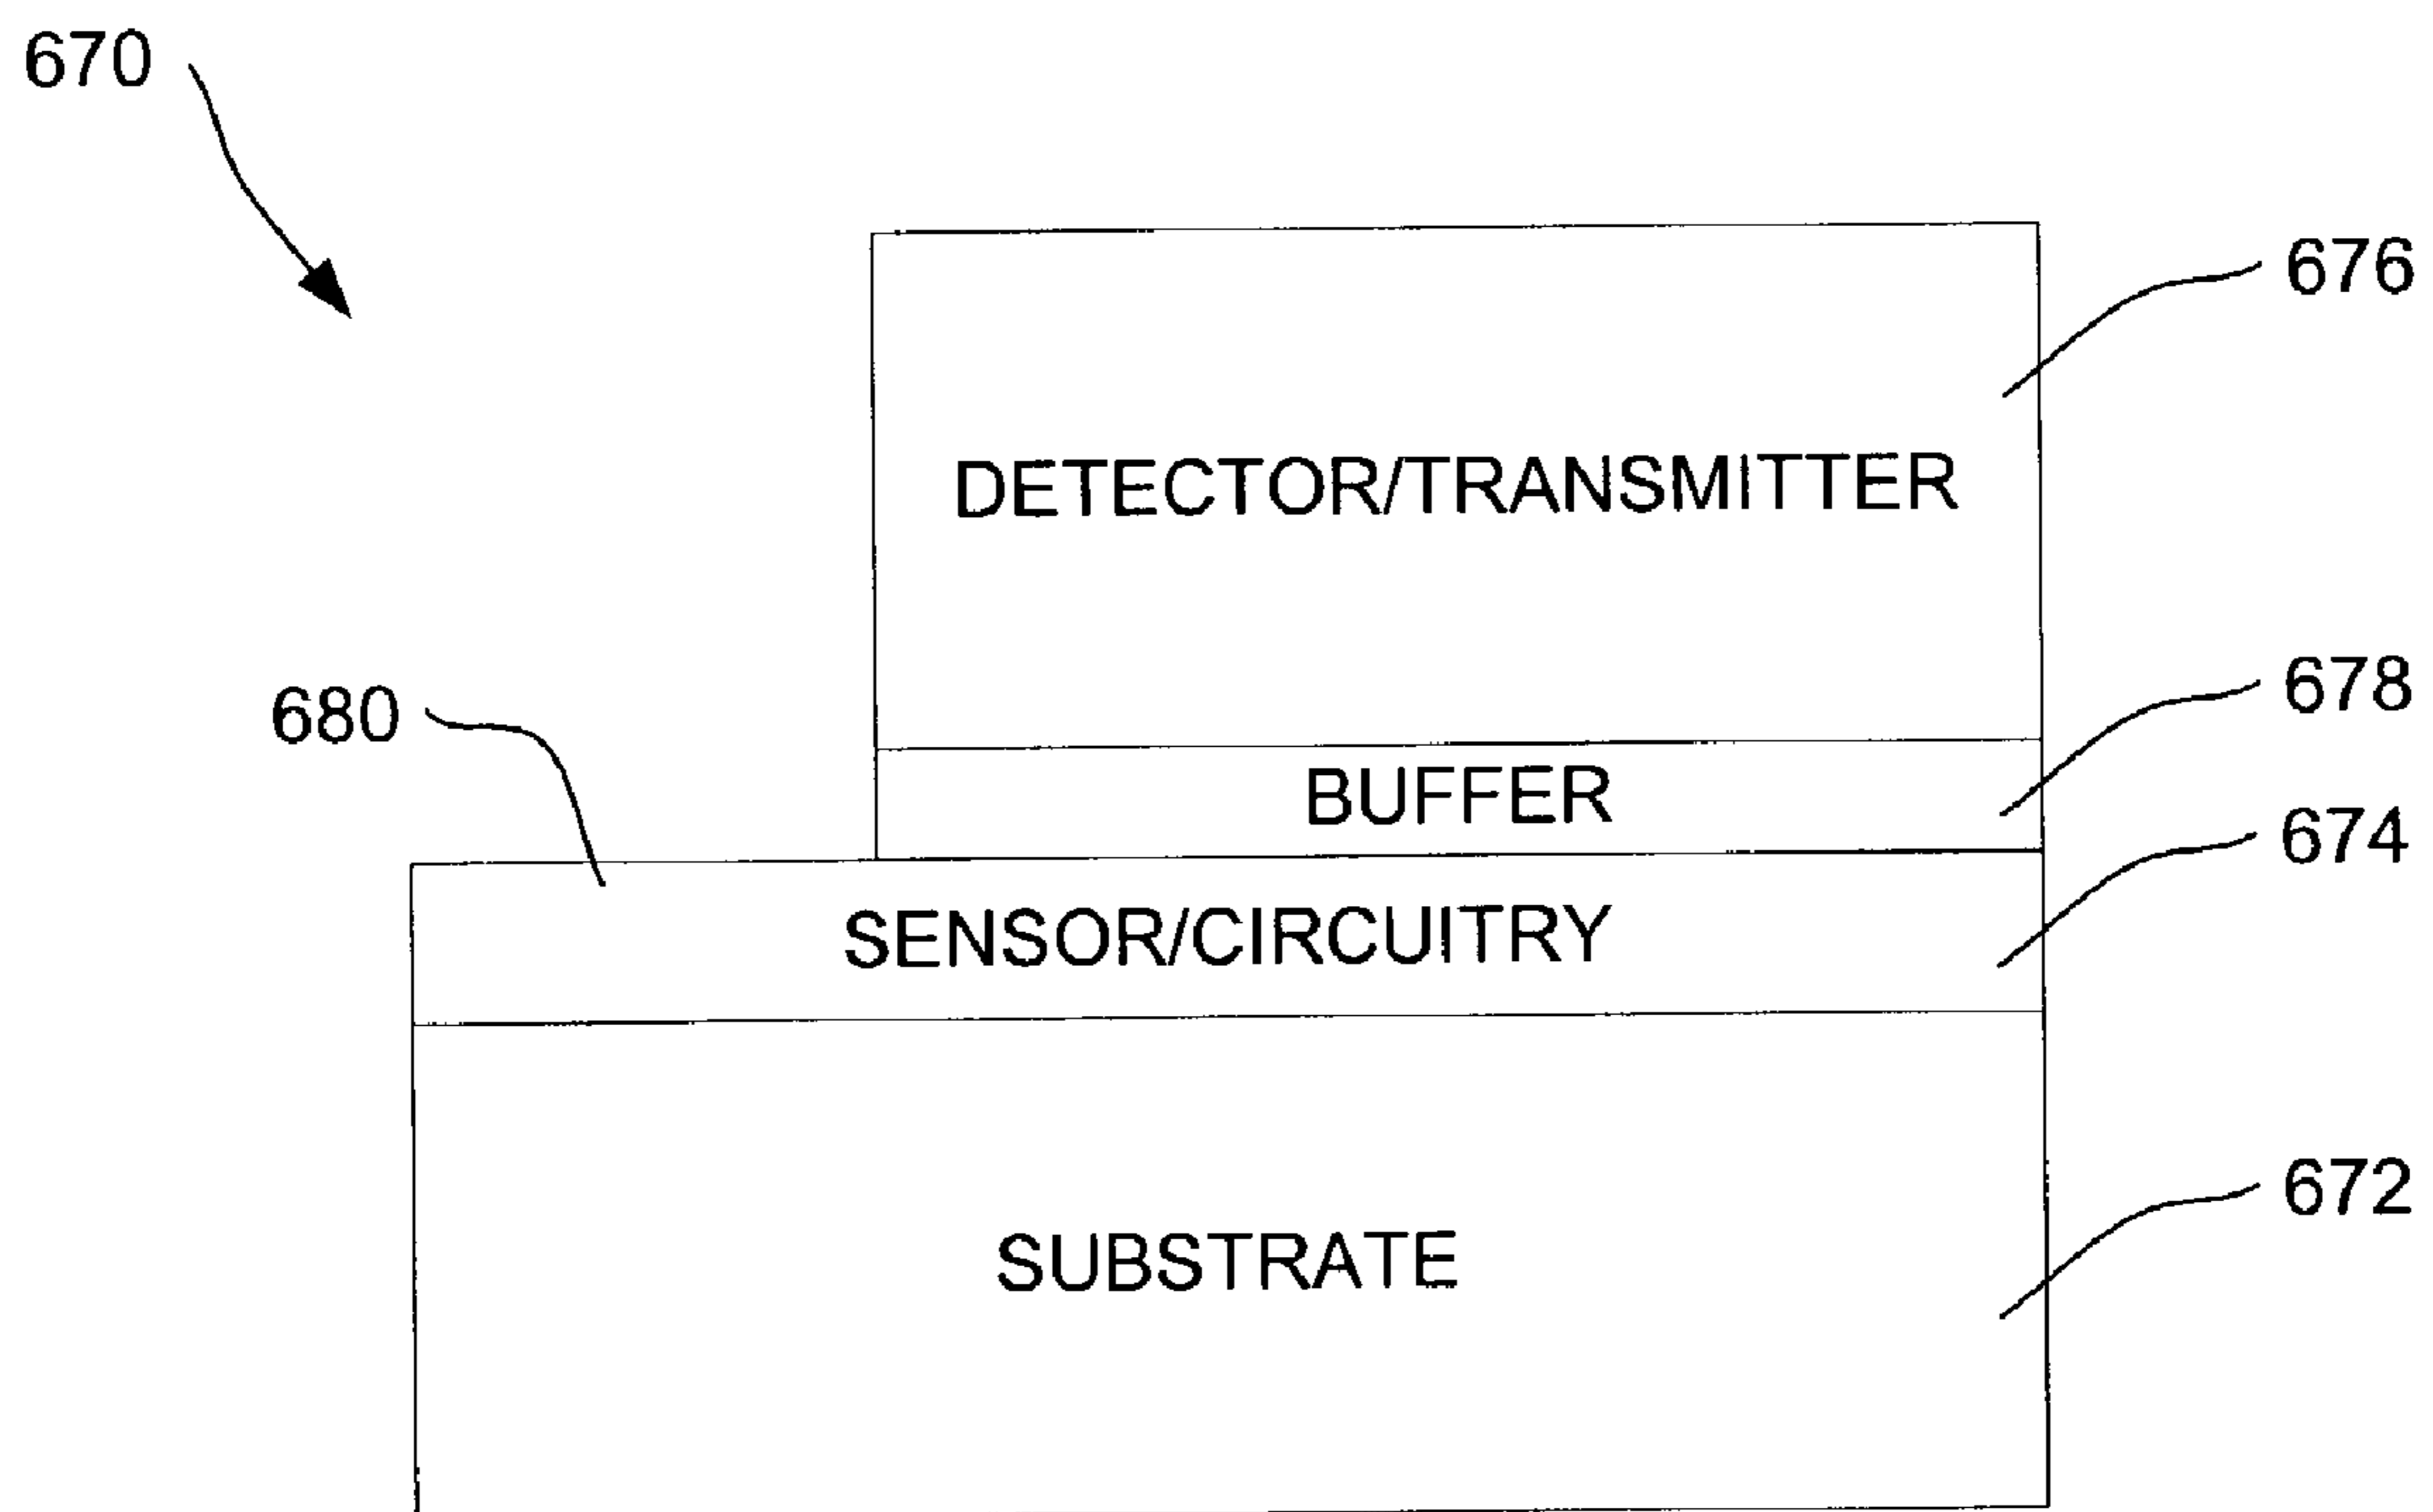 670
676
DETECTOR/TRANSMITTER
678
680
BUFFER
674
SENSOR/CIRCUITRY
672
SUBSTRATE